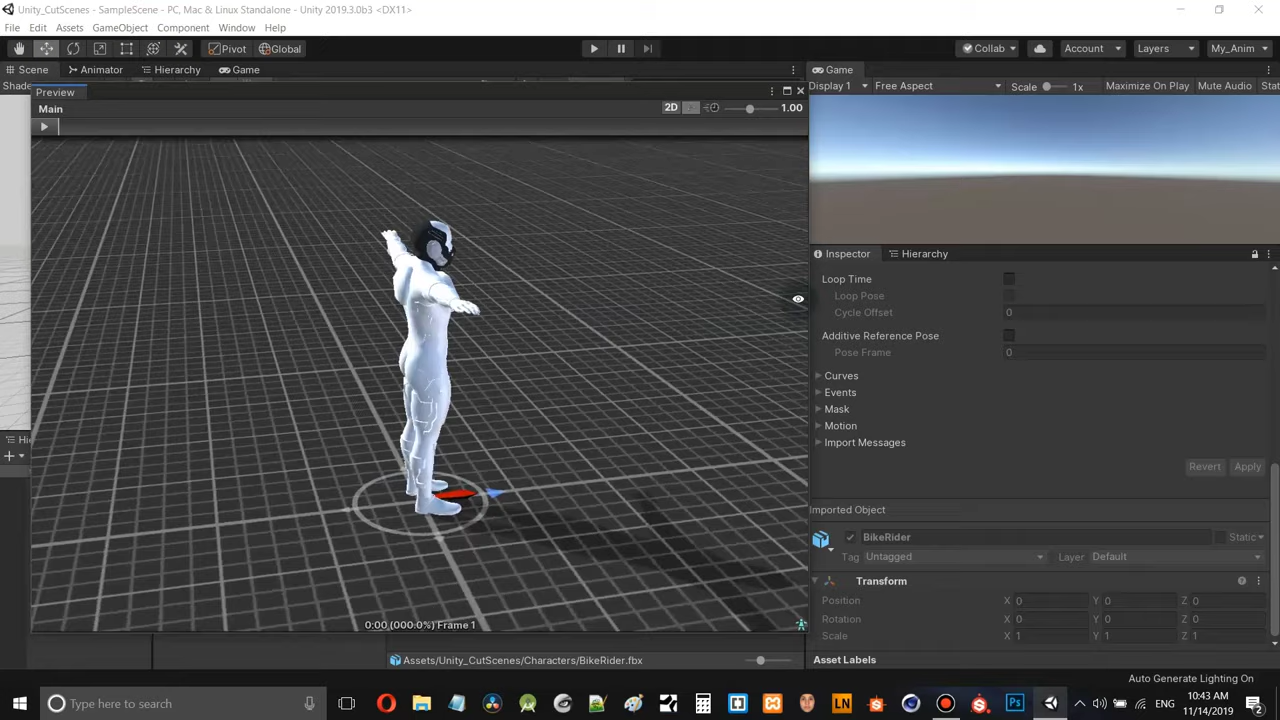 Unity_CutScenes - SampleScene - PC, Mac & Linux Standalone - Unity 2019.3.0b3 <DX11>
File Edit Assets GameObject Component Window Help
Pivot Global Collab Account Layers My_Anim
Scene Animator Hierarchy Game Game
Shade
Display 1 Free Aspect Scale 1x Maximize On Play Mute Audio Stat
Preview
Main 2D 1.00
Inspector Hierarchy
Loop Time
Loop Pose
Cycle Offset 0
Additive Reference Pose
Pose Frame 0
Curves
Events
Mask
Motion
Import Messages
Hie
Revert Apply
Imported Object
BikeRider Static
Tag Untagged Layer Default
Transform
Position X 0 Y 0 Z 0
Rotation X 0 Y 0 Z 0
Scale X 1 Y 1 Z 1
0:00 (000.0%) Frame 1
Assets/Unity_CutScenes/Characters/BikeRider.fbx
Asset Labels
Auto Generate Lighting On
Type here to search
LN
Ps
ENG
10:43 AM
11/14/2019
2